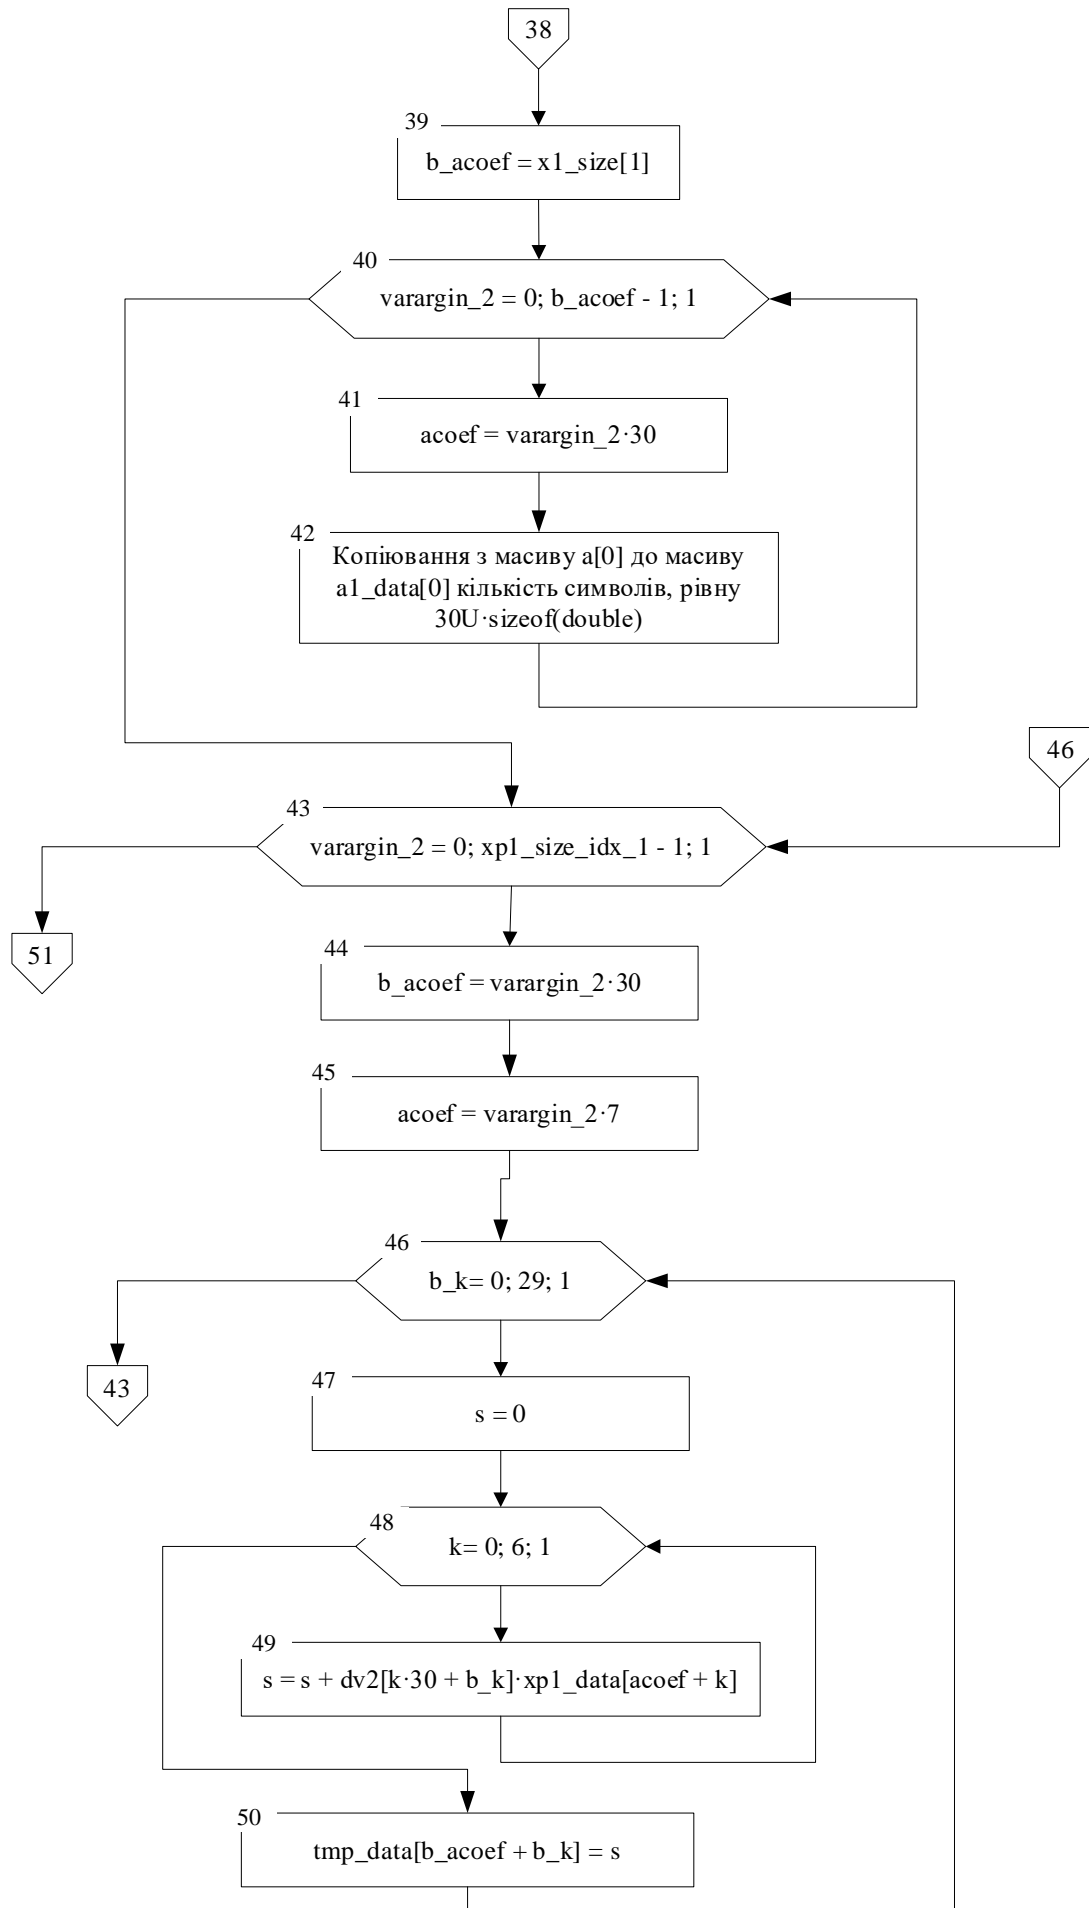 38
39
b_acoef = x1_size[1]
40
varargin_2 = 0; b_acoef - 1; 1
41
acoef = varargin_2·30
42
Копіювання з масиву a[0] до масиву
a1_data[0] кількість символів, рівну
30U·sizeof(double)
46
43
varargin_2 = 0; xp1_size_idx_1 - 1; 1
51
44
b_acoef = varargin_2·30
45
acoef = varargin_2·7
46
b_k= 0; 29; 1
43
47
s = 0
48
k= 0; 6; 1
49
s = s + dv2[k·30 + b_k]·xp1_data[acoef + k]
50
tmp_data[b_acoef + b_k] = s